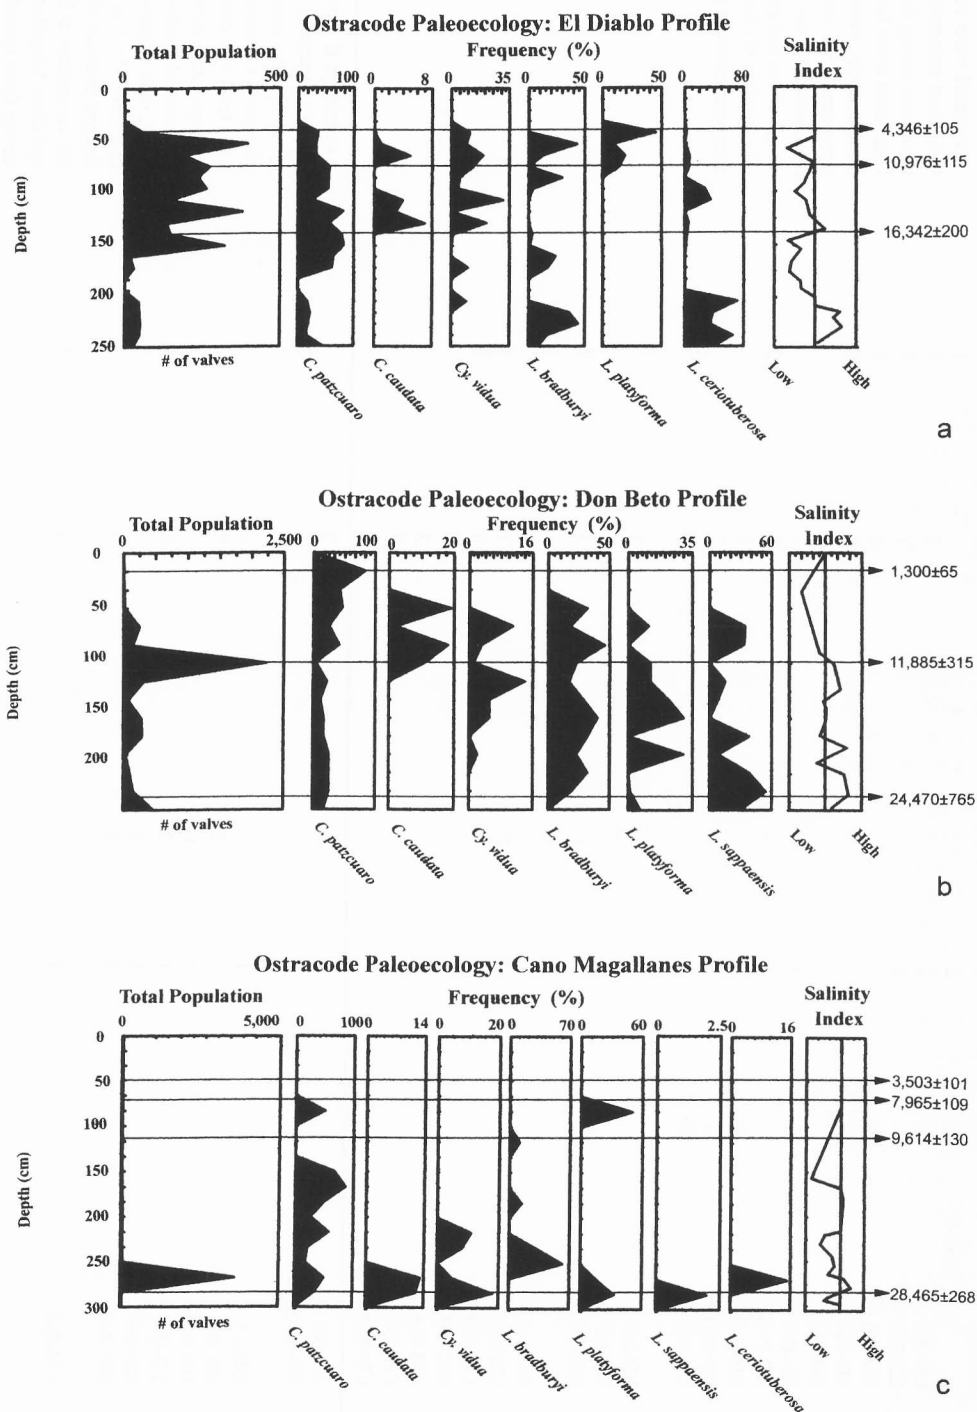 Ostracode Paleoecology: El Diablo Profile
Total Population
Frequency (%)
Salinity
Index
0 500 0 100 0 8 0 35 0 50 0 50 0 80
0
50
100
150
200
250
Depth (cm)
4,346±105
10,976±115
16,342±200
# of valves
C. patzcuaro
C. caudata
Cy. vidua
L. bradburyi
L. platyforma
L. ceriotuberosa
Low
High
a
Ostracode Paleoecology: Don Beto Profile
Total Population
Frequency (%)
Salinity
Index
0 2,500 0 100 0 20 0 16 0 50 0 35 0 60
0
50
100
150
200
Depth (cm)
1,300±65
11,885±315
24,470±765
# of valves
C. patzcuaro
C. caudata
Cy. vidua
L. bradburyi
L. platyforma
L. sappaensis
Low
High
b
Ostracode Paleoecology: Cano Magallanes Profile
Total Population
Frequency (%)
Salinity
Index
0 5,000 0 100 0 14 0 20 0 70 0 60 0 2.5 0 16
0
50
100
150
200
250
300
Depth (cm)
3,503±101
7,965±109
9,614±130
28,465±268
# of valves
C. patzcuaro
C. caudata
Cy. vidua
L. bradburyi
L. platyforma
L. sappaensis
L. ceriotuberosa
Low
High
c